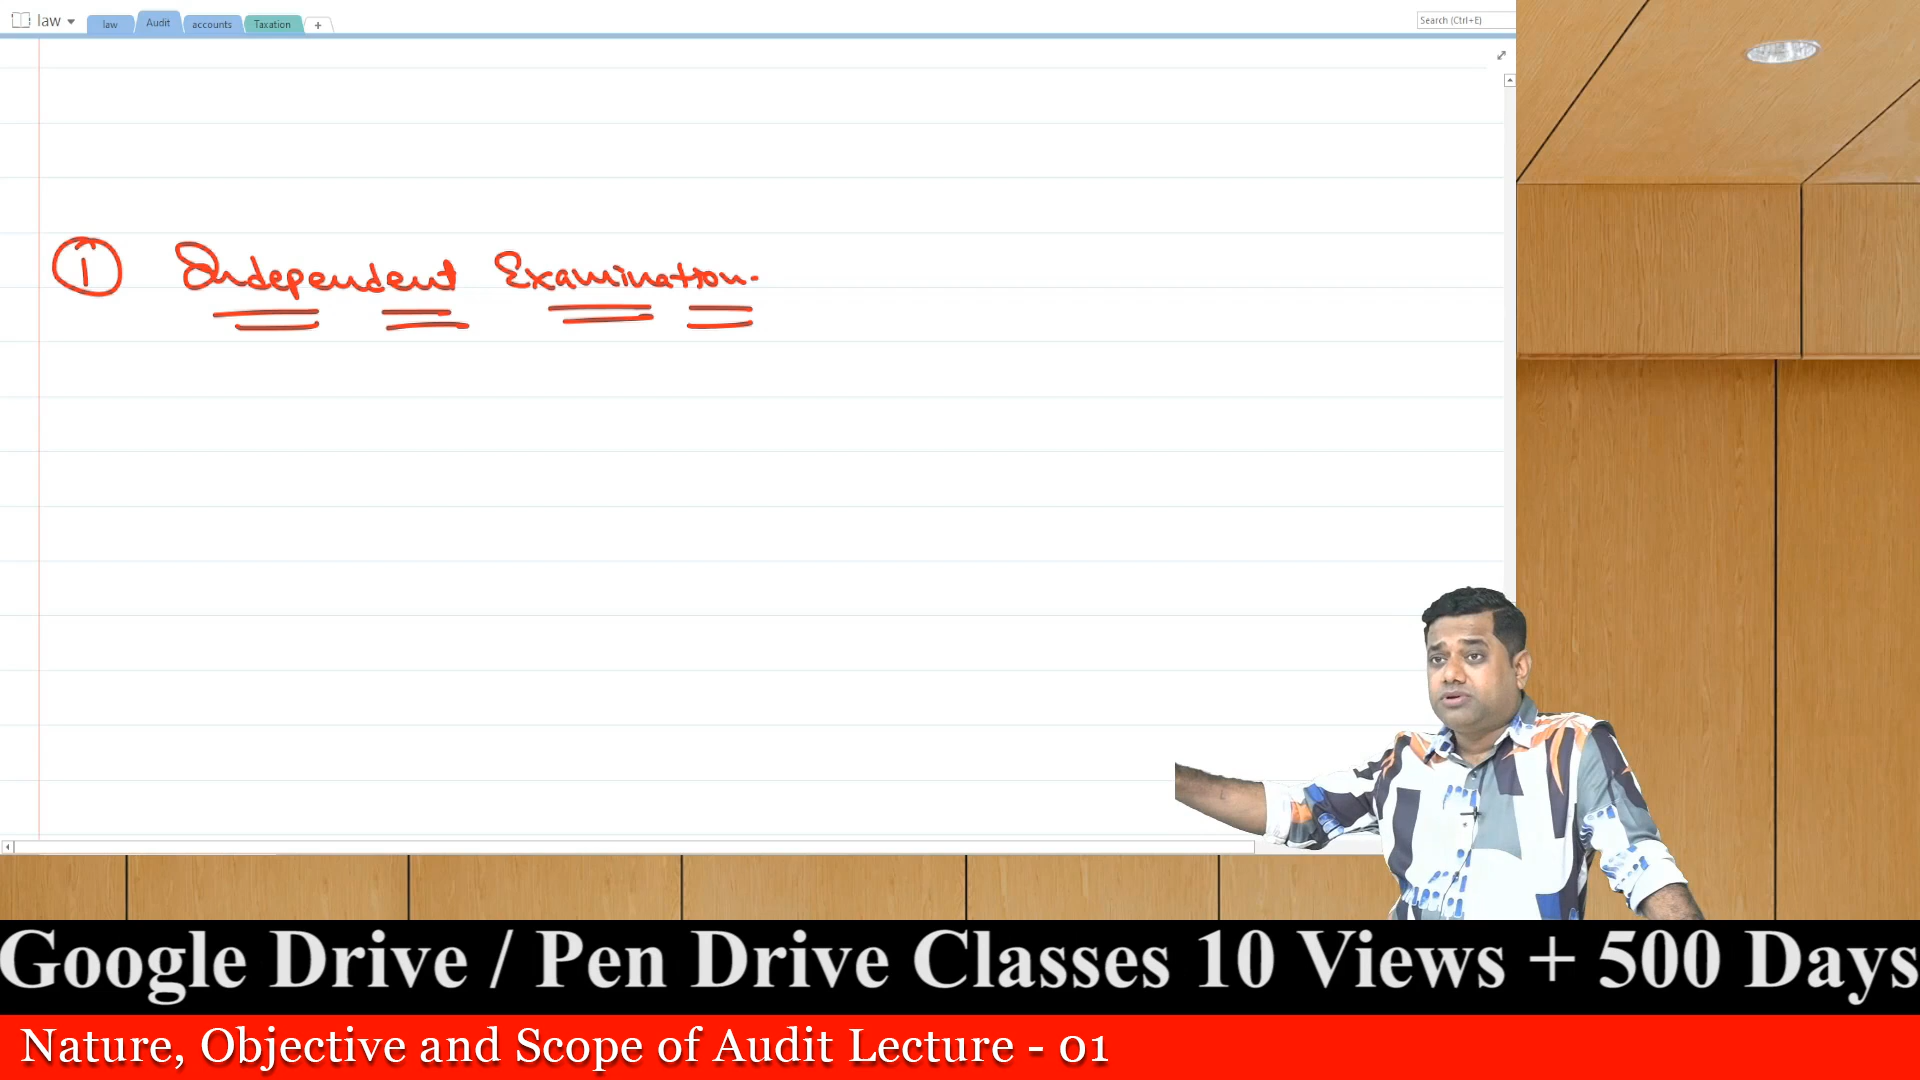 law
law Audit accounts Taxation +
Search (Ctrl+E)
1 Independent Examination.
Google Drive / Pen Drive Classes 10 Views + 500 Days
Nature, Objective and Scope of Audit Lecture - 01